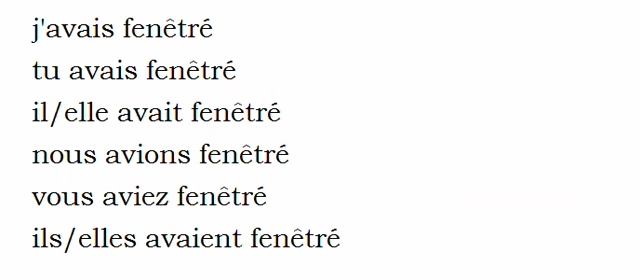 j'avais fenêtré
tu avais fenêtré
il/elle avait fenêtré
nous avions fenêtré
vous aviez fenêtré
ils/elles avaient fenêtré